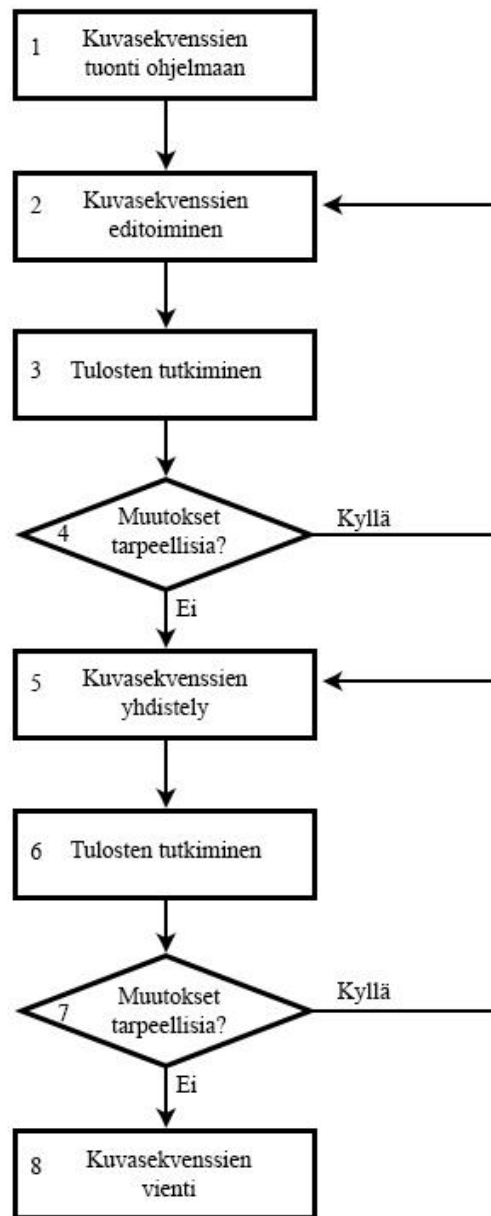 1 Kuvasekvenssien
tuonti ohjelmaan
2 Kuvasekvenssien
editoiminen
3 Tulosten tutkiminen
4 Muutokset
tarpeellisia?
Kyllä
Ei
5 Kuvasekvenssien
yhdistely
6 Tulosten tutkiminen
7 Muutokset
tarpeellisia?
Kyllä
Ei
8 Kuvasekvenssien
vienti